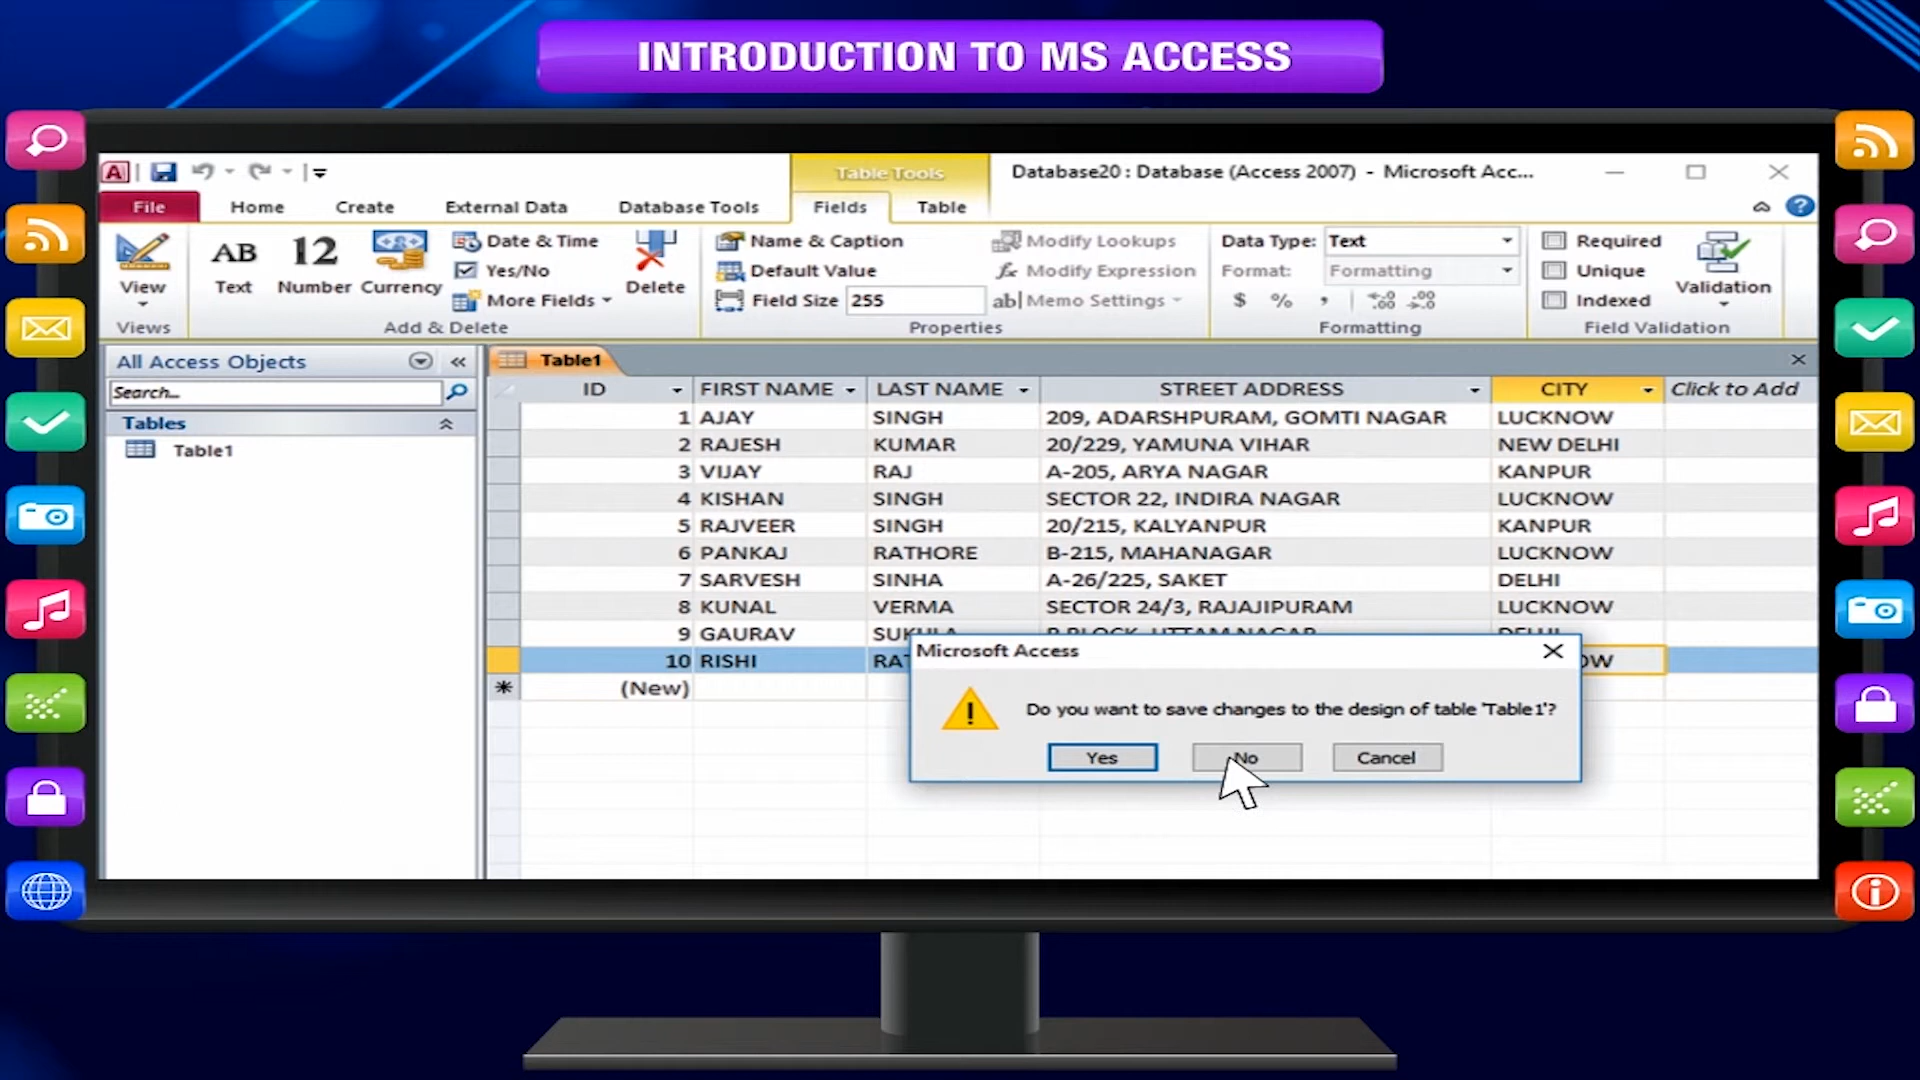 INTRODUCTION TO MS ACCESS
Table Tools
Database20 : Database (Access 2007) - Microsoft Acc...
File Home Create External Data Database Tools Fields Table
View
Views
AB
Text
12
Number
Currency
Date & Time
Yes/No
More Fields
Delete
Add & Delete
Name & Caption
Default Value
Field Size 255
Modify Lookups
fx Modify Expression
ab| Memo Settings
Properties
Data Type: Text
Format: Formatting
$ % ,
Formatting
Required
Unique
Indexed
Validation
Field Validation
All Access Objects
Search...
Tables
Table1
Table1
ID FIRST NAME LAST NAME STREET ADDRESS CITY Click to Add
1 AJAY SINGH 209, ADARSHPURAM, GOMTI NAGAR LUCKNOW
2 RAJESH KUMAR 20/229, YAMUNA VIHAR NEW DELHI
3 VIJAY RAJ A-205, ARYA NAGAR KANPUR
4 KISHAN SINGH SECTOR 22, INDIRA NAGAR LUCKNOW
5 RAJVEER SINGH 20/215, KALYANPUR KANPUR
6 PANKAJ RATHORE B-215, MAHANAGAR LUCKNOW
7 SARVESH SINHA A-26/225, SAKET DELHI
8 KUNAL VERMA SECTOR 24/3, RAJAJIPURAM LUCKNOW
9 GAURAV
10 RISHI
(New)
Microsoft Access
Do you want to save changes to the design of table 'Table1'?
Yes No Cancel